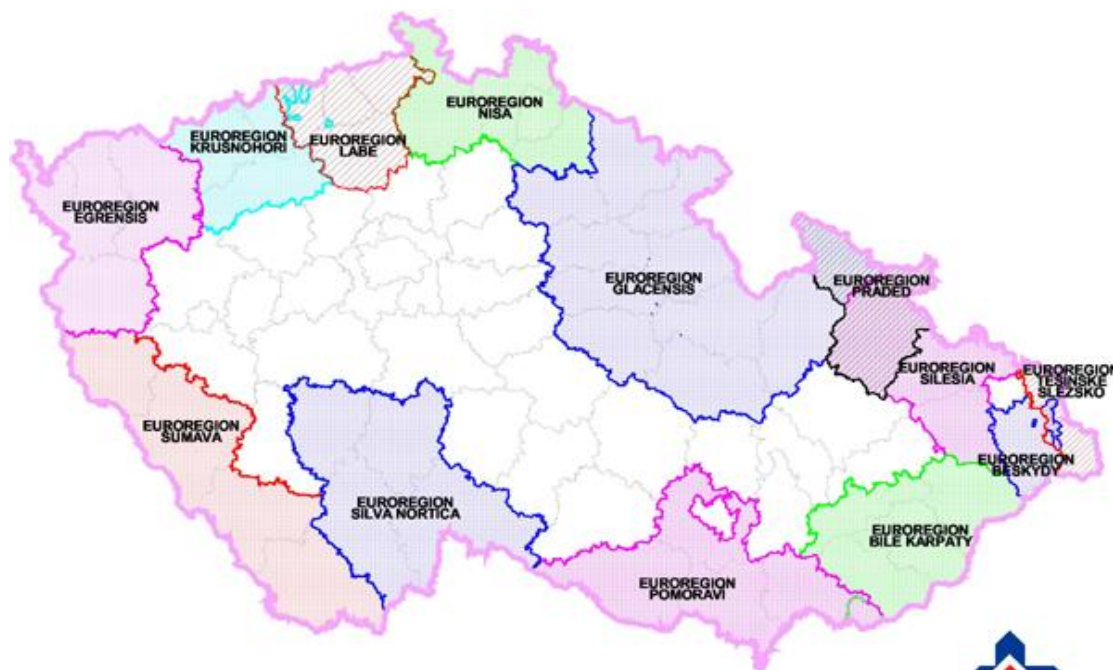 EUROREGION
NISA
EUROREGION
KRUSNOHORI
EUROREGION
LABE
EUROREGION
EGRENSIS
EUROREGION
GLACENSIS
EUROREGION
PRADED
EUROREGION
SILESIA
EUROREGION
TESINSKE
SLEZSKO
EUROREGION
SUMAVA
EUROREGION
BESKYDY
EUROREGION
SILVA NORTICA
EUROREGION
BILE KARPATY
EUROREGION
POMORAVI